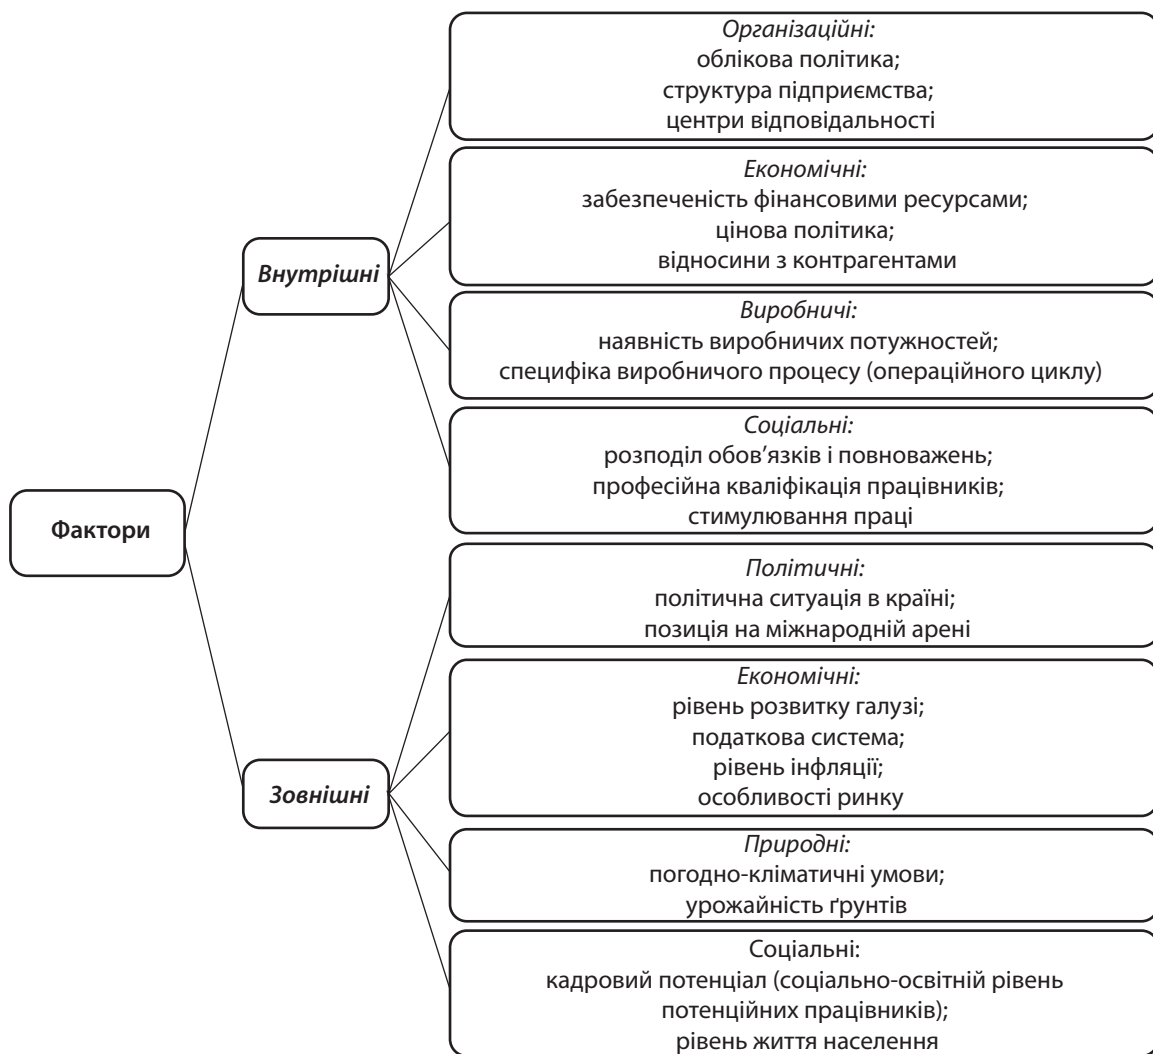 Фактори
Внутрішні
Організаційні:
облікова політика;
структура підприємства;
центри відповідальності
Економічні:
забезпеченість фінансовими ресурсами;
цінова політика;
відносини з контрагентами
Виробничі:
наявність виробничих потужностей;
специфіка виробничого процесу (операційного циклу)
Соціальні:
розподіл обов’язків і повноважень;
професійна кваліфікація працівників;
стимулювання праці
Зовнішні
Політичні:
політична ситуація в країні;
позиція на міжнародній арені
Економічні:
рівень розвитку галузі;
податкова система;
рівень інфляції;
особливості ринку
Природні:
погодно-кліматичні умови;
урожайність ґрунтів
Соціальні:
кадровий потенціал (соціально-освітній рівень
потенційних працівників);
рівень життя населення